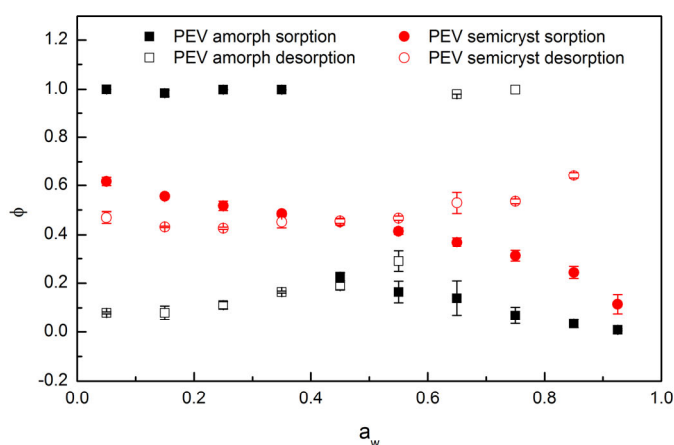 1.2
PEV amorph sorption
PEV semicryst sorption
PEV amorph desorption
PEV semicryst desorption
1.0
0.8
0.6
ϕ
0.4
0.2
0.0
-0.2
0.0 0.2 0.4 0.6 0.8 1.0
a_w